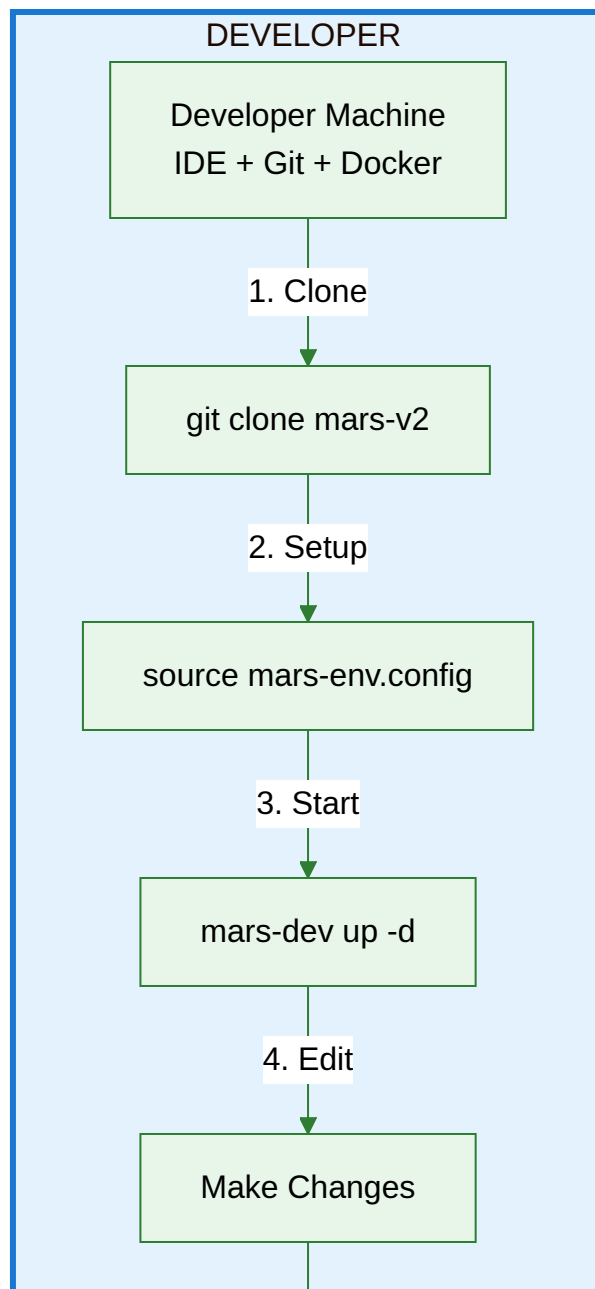 DEVELOPER
Developer Machine
IDE + Git + Docker
1. Clone
git clone mars-v2
2. Setup
source mars-env.config
3. Start
mars-dev up -d
4. Edit
Make Changes